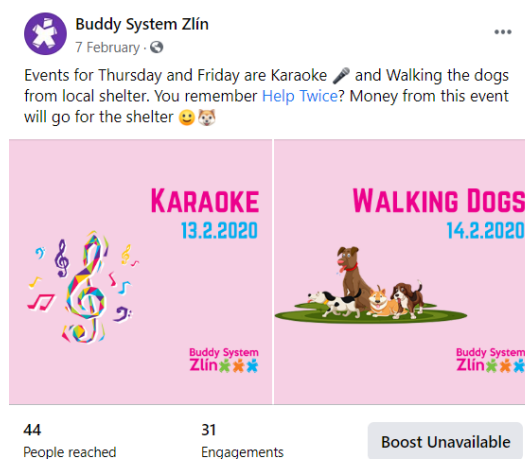 Buddy System Zlín
7 February ·
Events for Thursday and Friday are Karaoke 🎤 and Walking the dogs
from local shelter. You remember Help Twice? Money from this event
will go for the shelter 🙂🐕
KARAOKE
13.2.2020
Buddy System
Zlín
WALKING DOGS
14.2.2020
Buddy System
Zlín
44
People reached
31
Engagements
Boost Unavailable